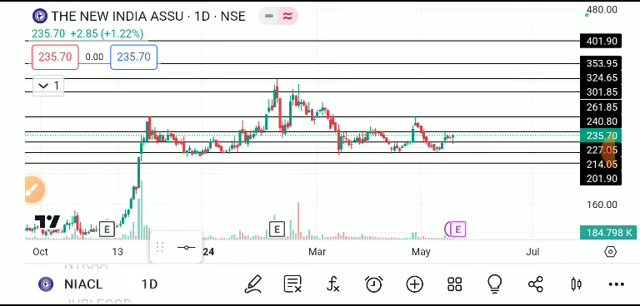 THE NEW INDIA ASSU · 1D · NSE
480.00
235.70 +2.85 (+1.22%)
401.90
235.70 0.00 235.70
353.95
324.65
1
301.85
261.85
240.80
235.70
227.05
214.05
201.90
160.00
E E E
184.798 K
Oct 13 24 Mar May Jul
NIACL 1D